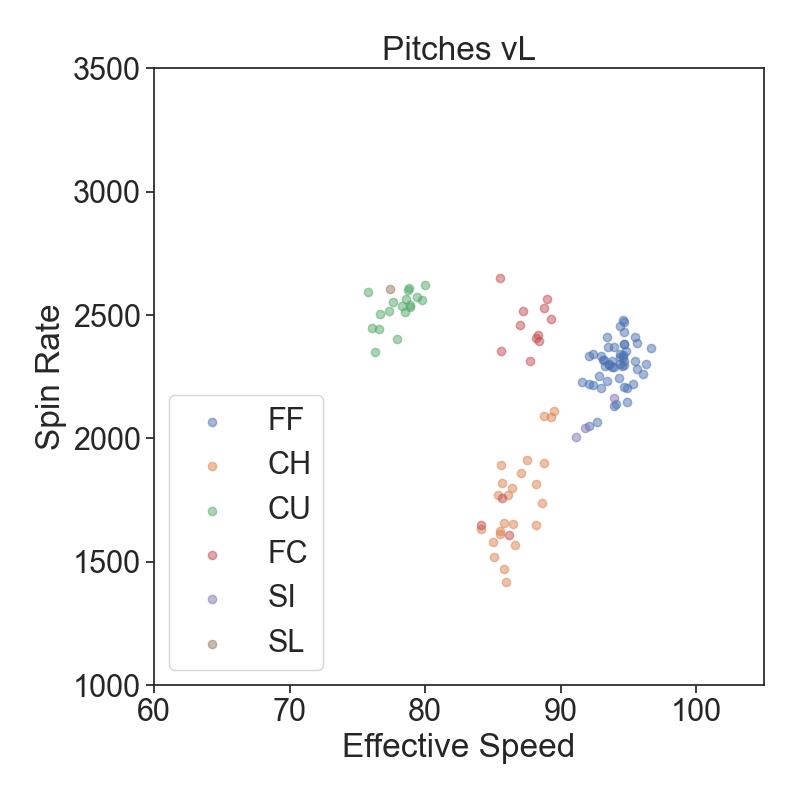 Pitches vL
3500
3000
2500
2000
1500
1000
Spin Rate
FF
CH
CU
FC
SI
SL
60 70 80 90 100
Effective Speed